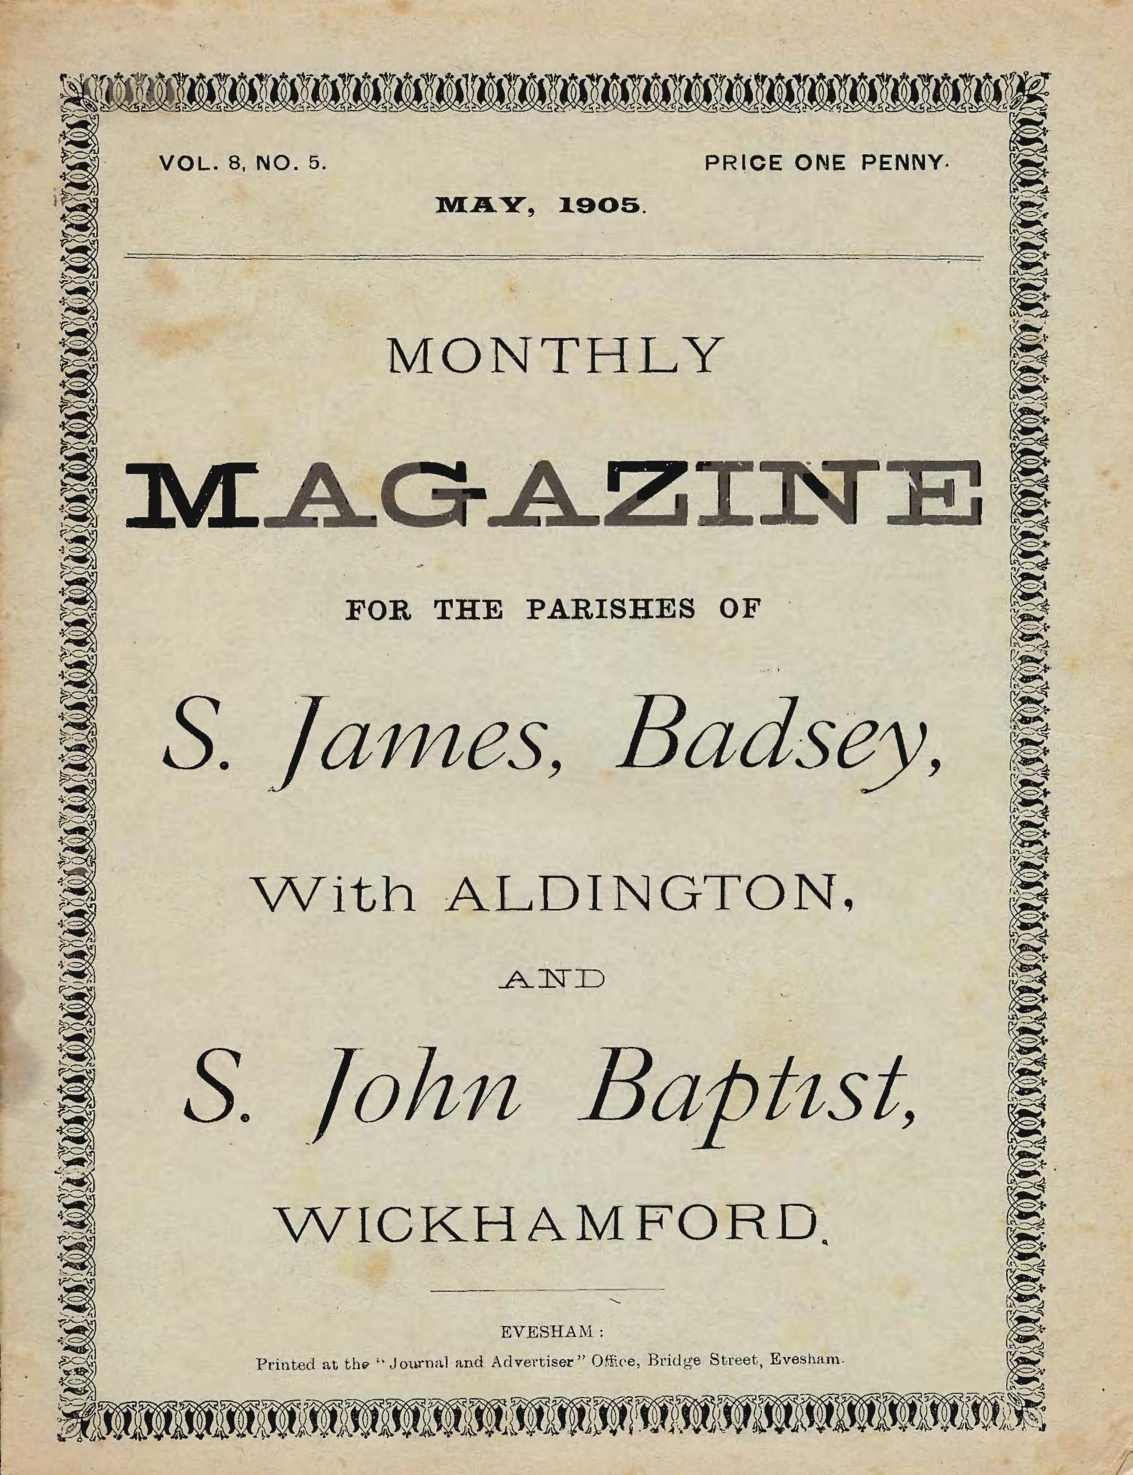 VOL. 8, NO. 5.
PRICE ONE PENNY.
MAY, 1905.
MONTHLY
MAGAZINE
FOR THE PARISHES OF
S. James, Badsey,
With ALDINGTON,
AND
S. John Baptist,
WICKHAMFORD.
EVESHAM:
Printed at the "Journal and Advertiser" Office, Bridge Street, Evesham.